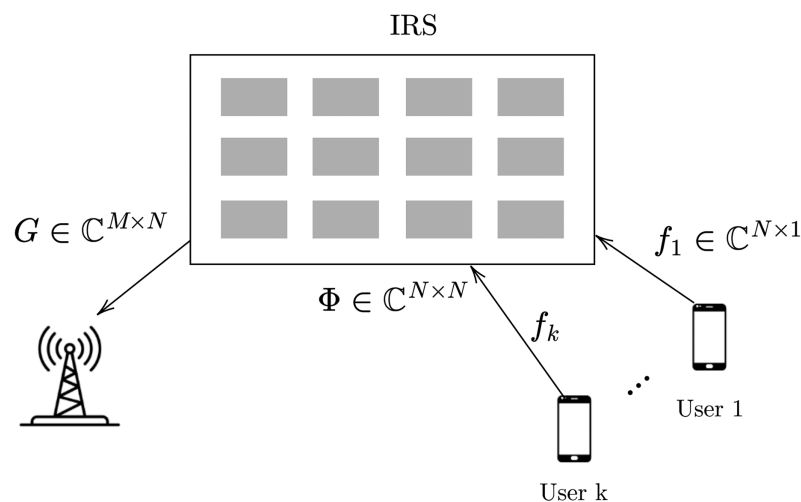 IRS
G ∈ ℂ^{M×N}
f_1 ∈ ℂ^{N×1}
Φ ∈ ℂ^{N×N}
f_k
User 1
User k